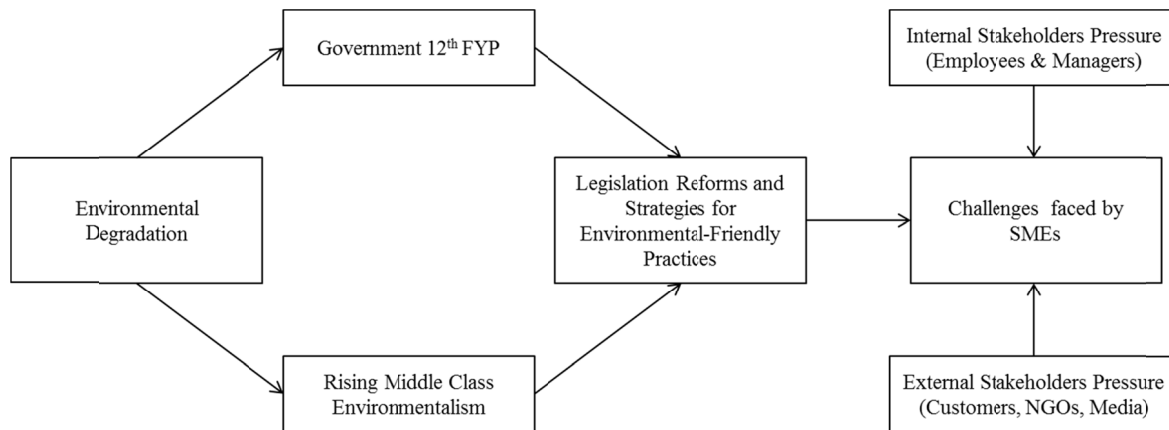 Government 12th FYP
Internal Stakeholders Pressure
(Employees & Managers)
Environmental
Degradation
Legislation Reforms and
Strategies for
Environmental-Friendly
Practices
Challenges faced by
SMEs
Rising Middle Class
Environmentalism
External Stakeholders Pressure
(Customers, NGOs, Media)